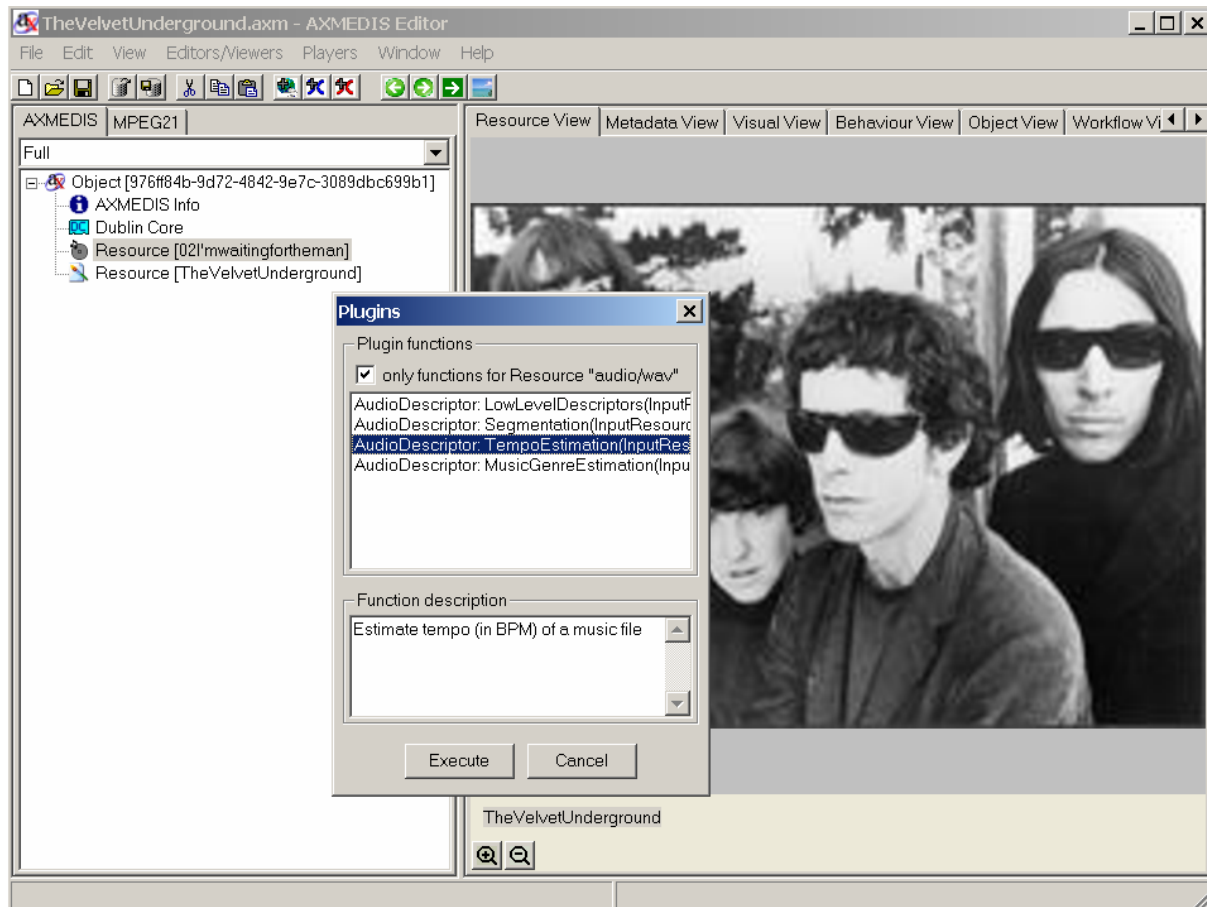 TheVelvetUnderground.axm - AXMEDIS Editor
File Edit View Editors/Viewers Players Window Help
AXMEDIS MPEG21
Full
Object [976ff84b-9d72-4842-9e7c-3089dbc699b1]
AXMEDIS Info
DC Dublin Core
Resource [02I'mwaitingfortheman]
Resource [TheVelvetUnderground]
Resource View Metadata View Visual View Behaviour View Object View Workflow Vi
Plugins
Plugin functions
only functions for Resource "audio/wav"
AudioDescriptor: LowLevelDescriptors(InputR
AudioDescriptor: Segmentation(InputResourc
AudioDescriptor: TempoEstimation(InputRes
AudioDescriptor: MusicGenreEstimation(Inpu
Function description
Estimate tempo (in BPM) of a music file
Execute Cancel
TheVelvetUnderground